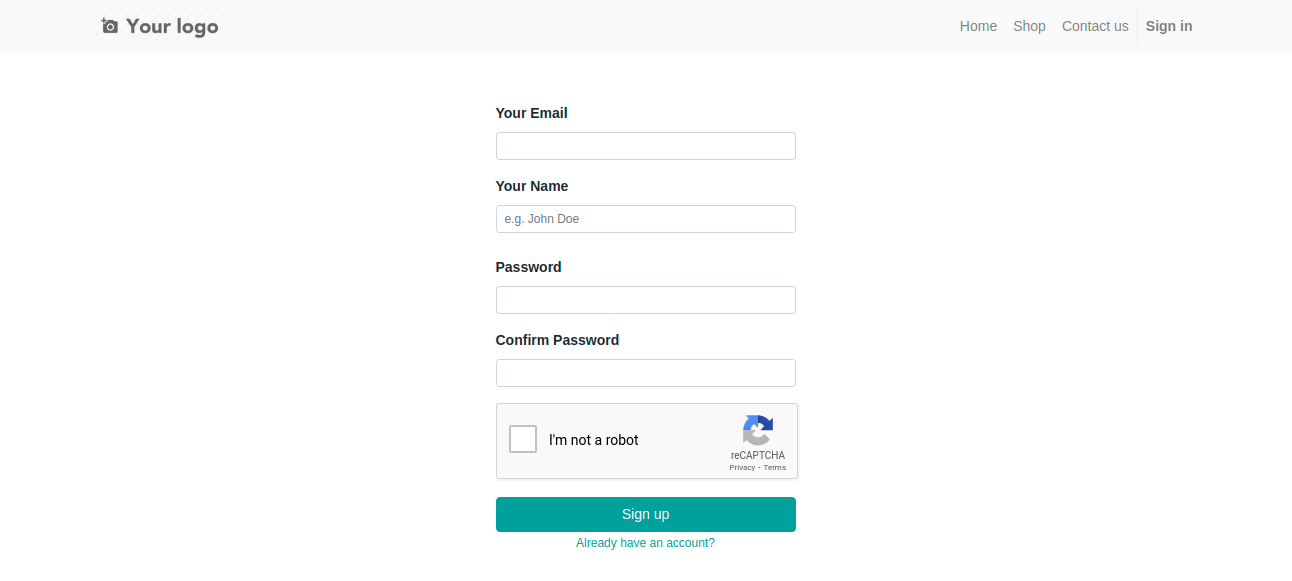 Your logo
Home Shop Contact us Sign in
Your Email
Your Name
e.g. John Doe
Password
Confirm Password
I'm not a robot
reCAPTCHA
Privacy - Terms
Sign up
Already have an account?